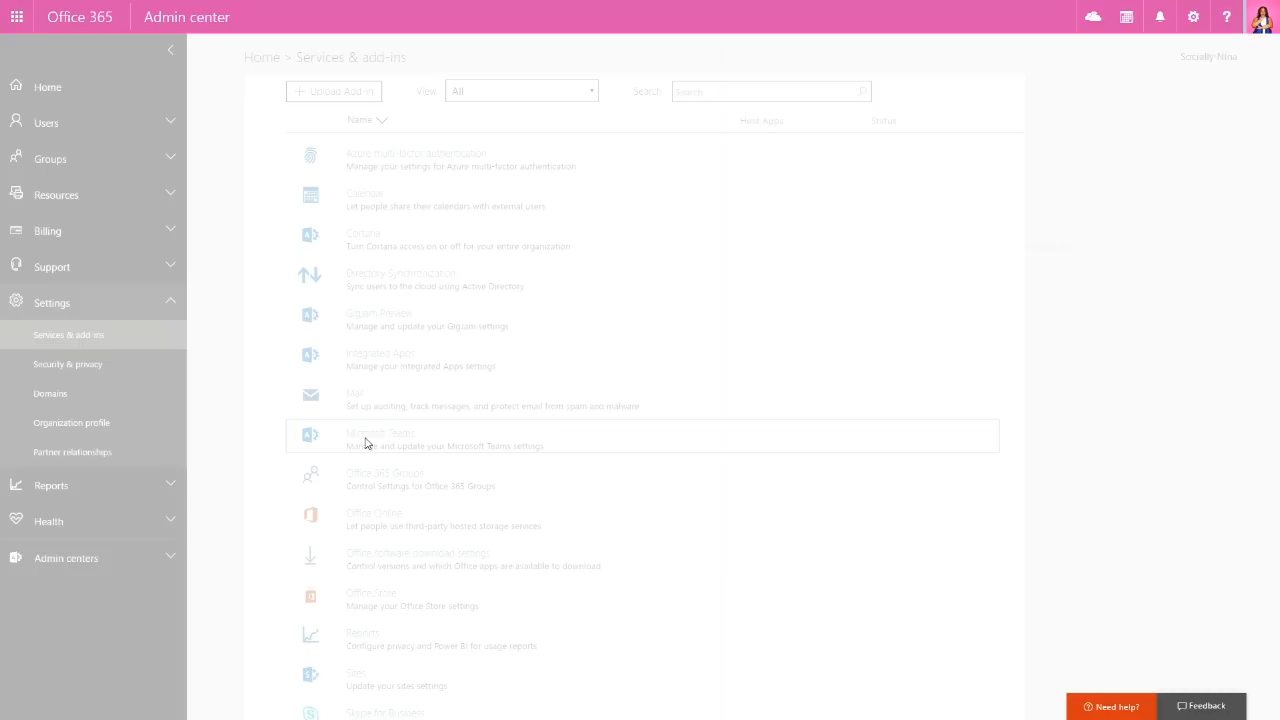 Office 365
Admin center
Home > Services & add-ins
Socially Nina
Home
Users
Groups
Resources
Billing
Support
Settings
Services & add-ins
Security & privacy
Domains
Organization profile
Partner relationships
Reports
Health
Admin centers
+ Upload Add-in
View
All
Search
Search
Name
Host Apps
Status
Azure multi-factor authentication
Manage your settings for Azure multi-factor authentication
Calendar
Let people share their calendars with external users
Cortana
Turn Cortana access on or off for your entire organization
Directory Synchronization
Sync users to the cloud using Active Directory
GigJam Preview
Manage and update your GigJam settings
Integrated Apps
Manage your Integrated Apps settings
Mail
Set up auditing, track messages, and protect email from spam and malware
Microsoft Teams
Manage and update your Microsoft Teams settings
Office 365 Groups
Control Settings for Office 365 Groups
Office Online
Let people use third-party hosted storage services
Office software download settings
Control versions and which Office apps are available to download
Office Store
Manage your Office Store settings
Reports
Configure privacy and Power BI for usage reports
Sites
Update your sites settings
Skype for Business
Need help?
Feedback